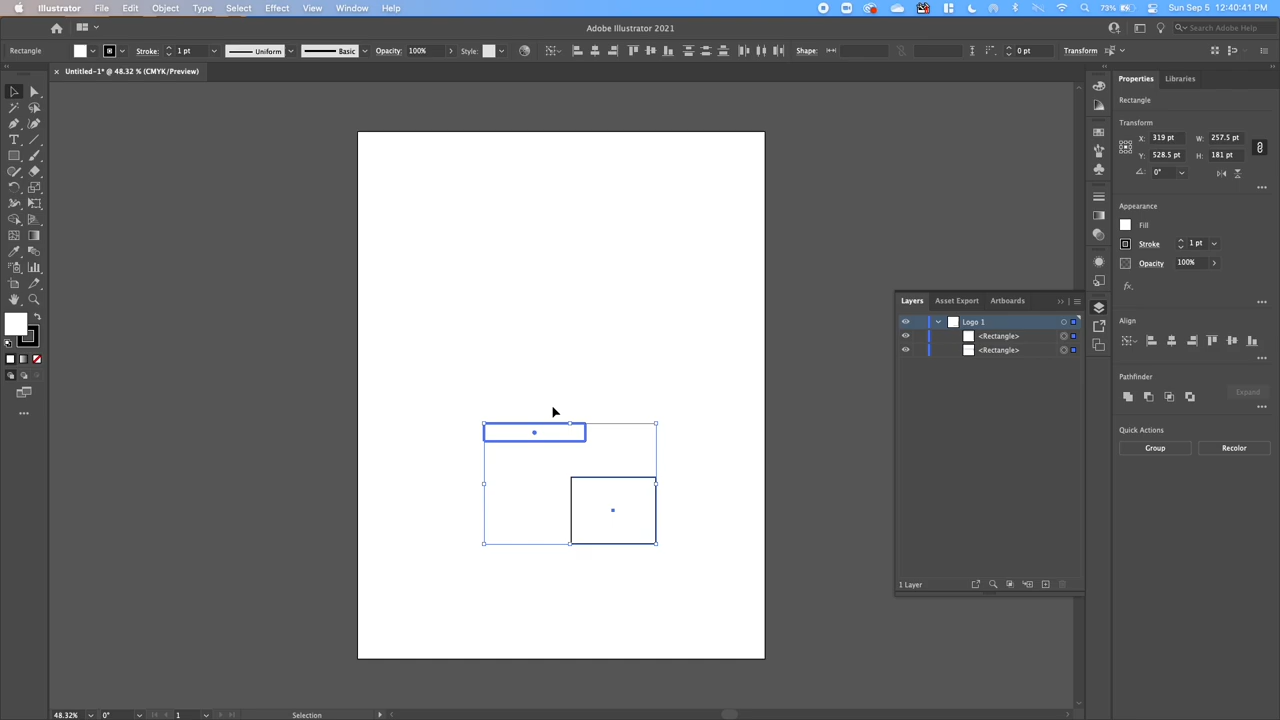 Illustrator File Edit Object Type Select Effect View Window Help 73% Sun Sep 5 12:40:41 PM
Adobe Illustrator 2021 Search Adobe Help
Rectangle Stroke: 1 pt Uniform Basic Opacity: 100% Style: Shape: 0 pt Transform
× Untitled-1* @ 48.32 % (CMYK/Preview)
Properties Libraries
Rectangle
Transform
X: 319 pt W: 257.5 pt
Y: 528.5 pt H: 181 pt
0°
Appearance
Fill
Stroke 1 pt
Opacity 100%
fx.
Layers Asset Export Artboards
Logo 1
<Rectangle>
<Rectangle>
1 Layer
Align
Pathfinder
Expand
Quick Actions
Group Recolor
48.32% 0° 1 Selection